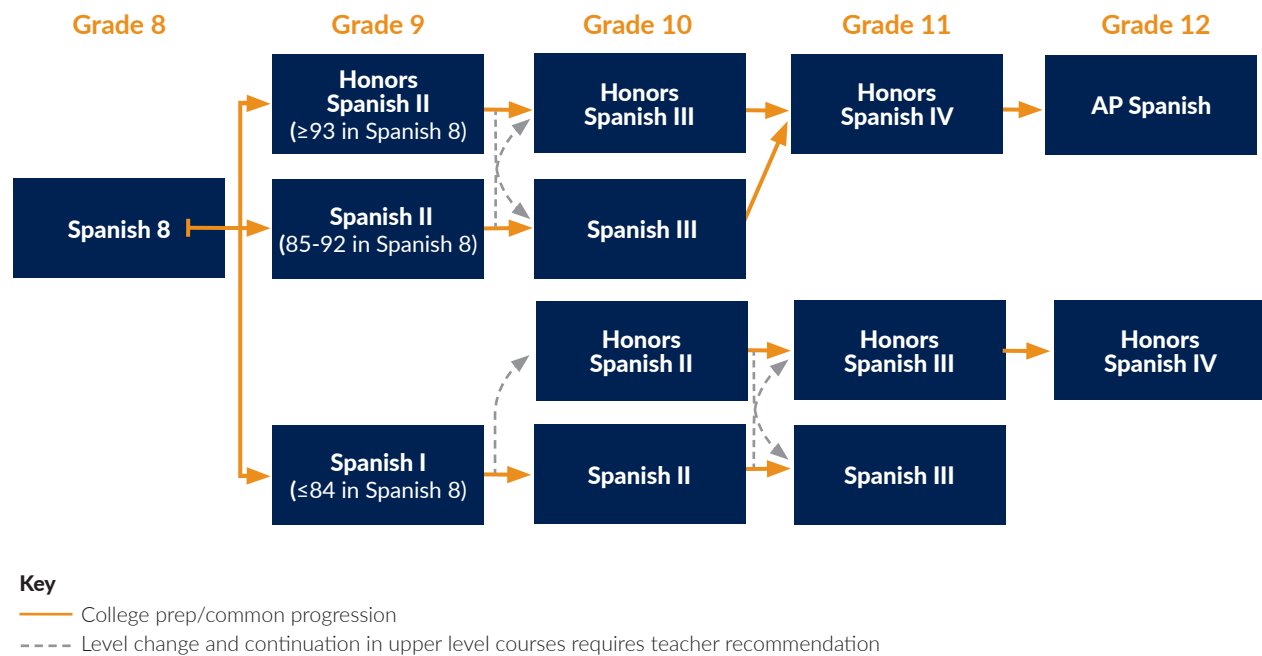 Grade 8
Grade 9
Grade 10
Grade 11
Grade 12
Honors
Spanish II
(≥93 in Spanish 8)
Honors
Spanish III
Honors
Spanish IV
AP Spanish
Spanish 8
Spanish II
(85-92 in Spanish 8)
Spanish III
Honors
Spanish II
Honors
Spanish III
Honors
Spanish IV
Spanish I
(≤84 in Spanish 8)
Spanish II
Spanish III
Key
College prep/common progression
Level change and continuation in upper level courses requires teacher recommendation